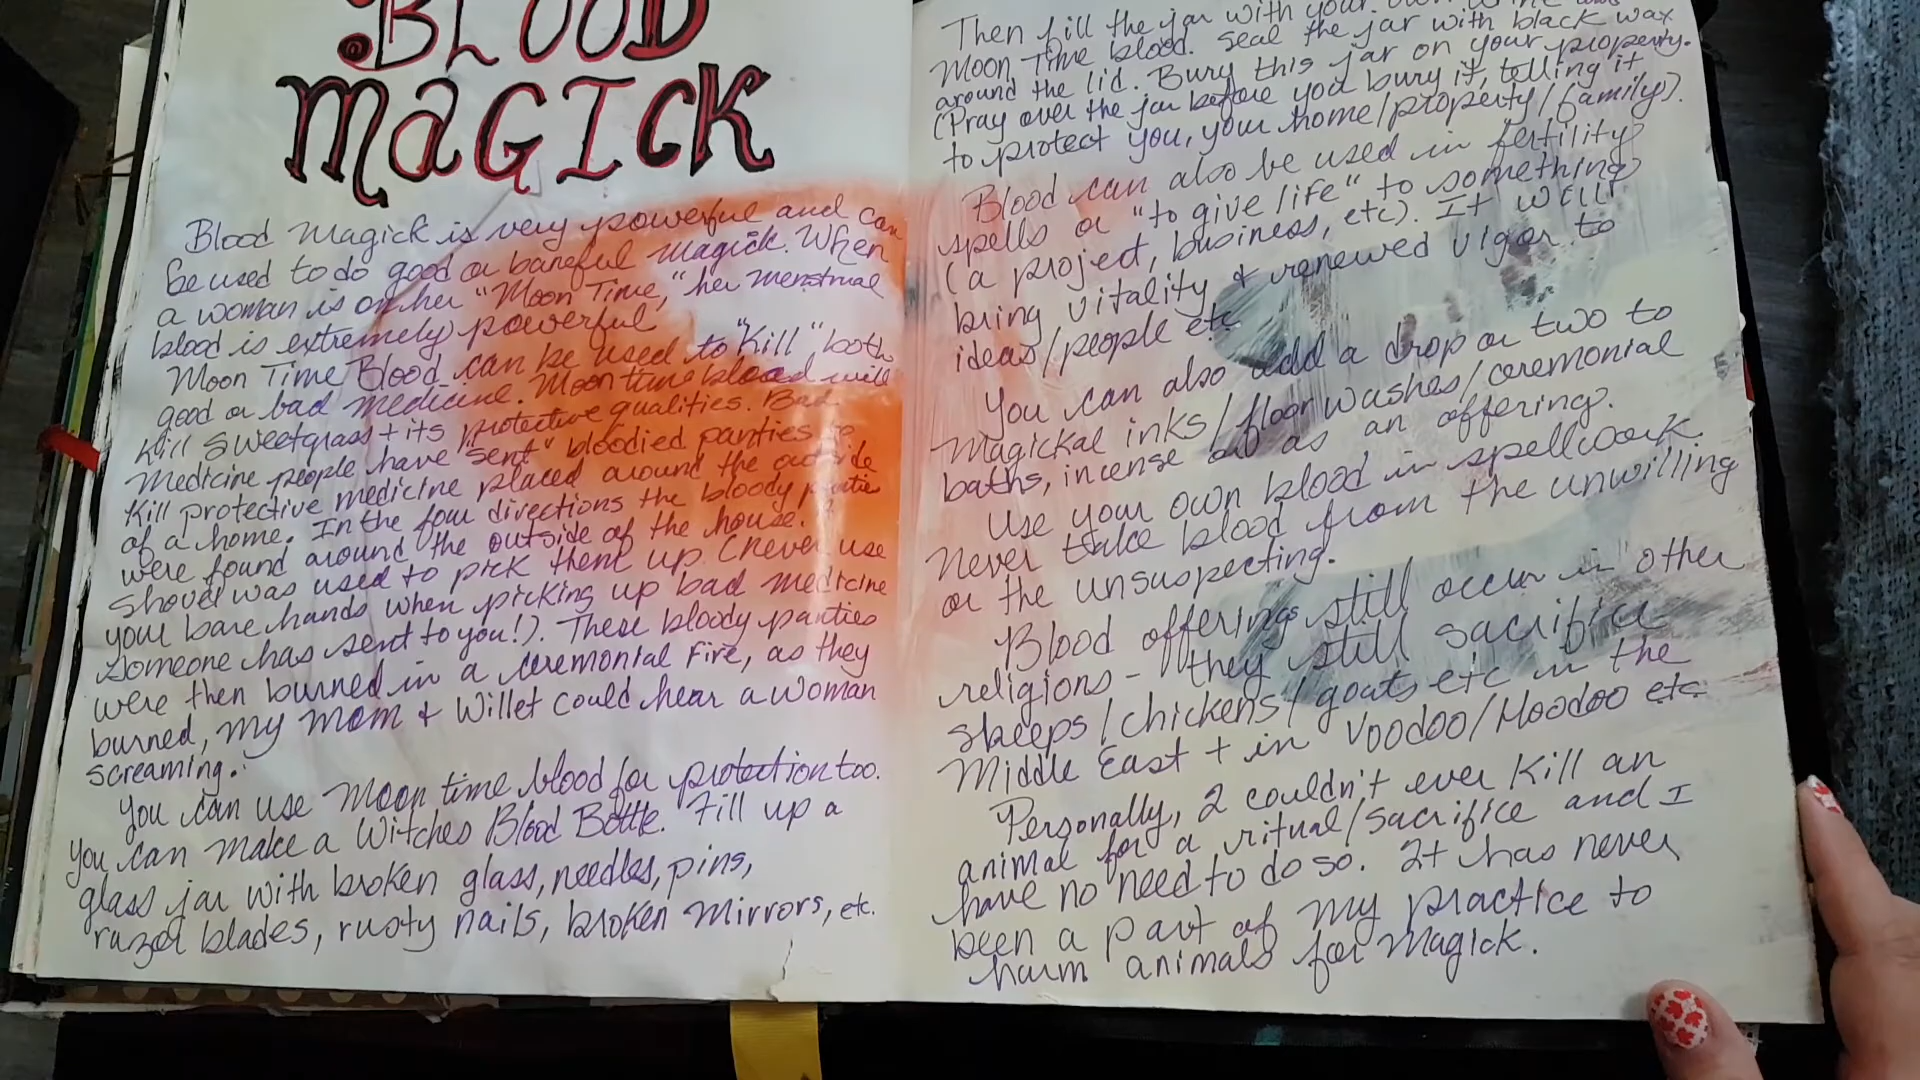 BLOOD
MAGICK
Blood Magick is very powerful and can
be used to do good or baneful Magick. When
a woman is on her "Moon Time," her menstrual
blood is extremely powerful.
Moon Time Blood can be used to "Kill" both
good or bad medicine. Moon time blood will
Kill Sweetgrass + its protective qualities. Bad
Medicine people have "sent" bloodied panties to
Kill protective medicine placed around the outside
of a home. In the four directions the bloody panties
were found around the outside of the house. A
shovel was used to pick them up (never use
your bare hands when picking up bad medicine
someone has sent to you!). These bloody panties
were then burned in a ceremonial fire, as they
burned, my Mom & Willet could hear a woman
screaming.
You can use Moon time blood for protection too.
You can make a Witches Blood Bottle. Fill up a
glass jar with broken glass, needles, pins,
razor blades, rusty nails, broken mirrors, etc.
Then fill the jar with your own urine
Moon Time blood. Seal the jar with black wax
around the lid. Bury this jar on your property.
(Pray over the jar before you bury it, telling it
to protect you, your home/property/family).
Blood can also be used in fertility
spells or "to give life" to something
(a project, business, etc). It will
bring vitality & renewed vigor to
ideas/people etc.
You can also add a drop or two to
Magickal inks/floor washes/ceremonial
baths, incense or as an offering.
Use your own blood in spellwork.
Never take blood from the unwilling
or the unsuspecting.
Blood offerings still occur in other
religions - they still sacrifice
sheeps/chickens/goats etc in the
Middle East + in Voodoo/Hoodoo etc.
Personally, I couldn't ever kill an
animal for a ritual/sacrifice and I
have no need to do so. It has never
been a part of my practice to
harm animals for Magick.